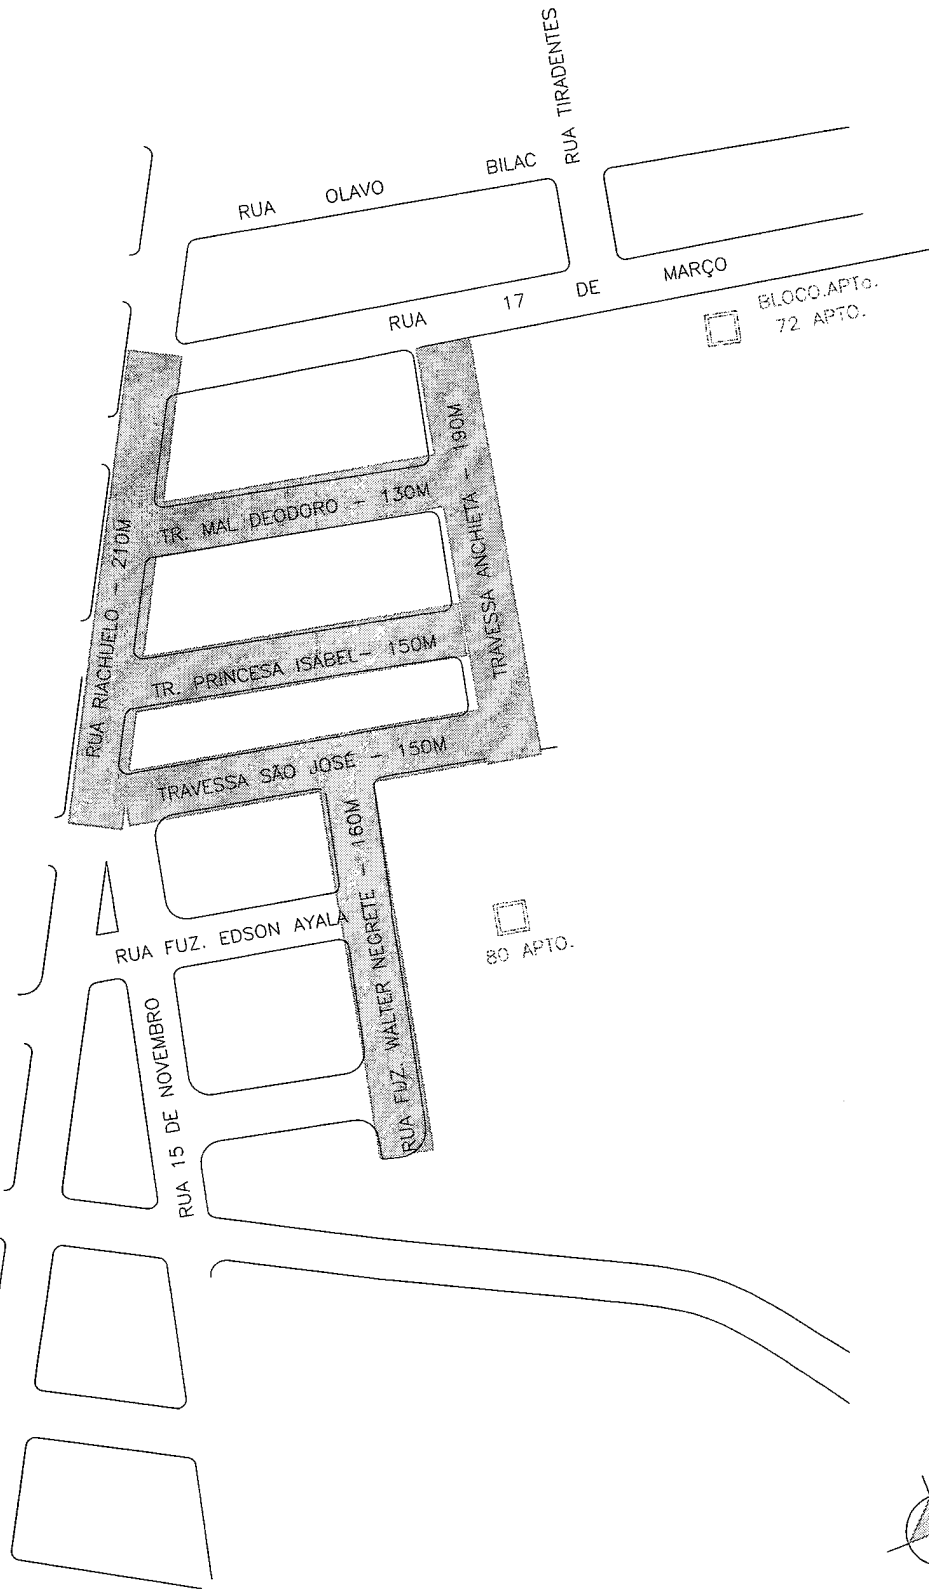 RUA TIRADENTES
RUA OLAVO BILAC
RUA 17 DE MARÇO
BLOCO.APTo.
72 APTO.
TRAVESSA ANCHIETA - 190M
TR. MAL DEODORO - 130M
RUA RIACHUELO - 210M
TR. PRINCESA ISABEL- 150M
TRAVESSA SÃO JOSÉ - 150M
RUA FUZ. WALTER NEGRETE - 160M
RUA FUZ. EDSON AYALA
80 APTO.
RUA 15 DE NOVEMBRO